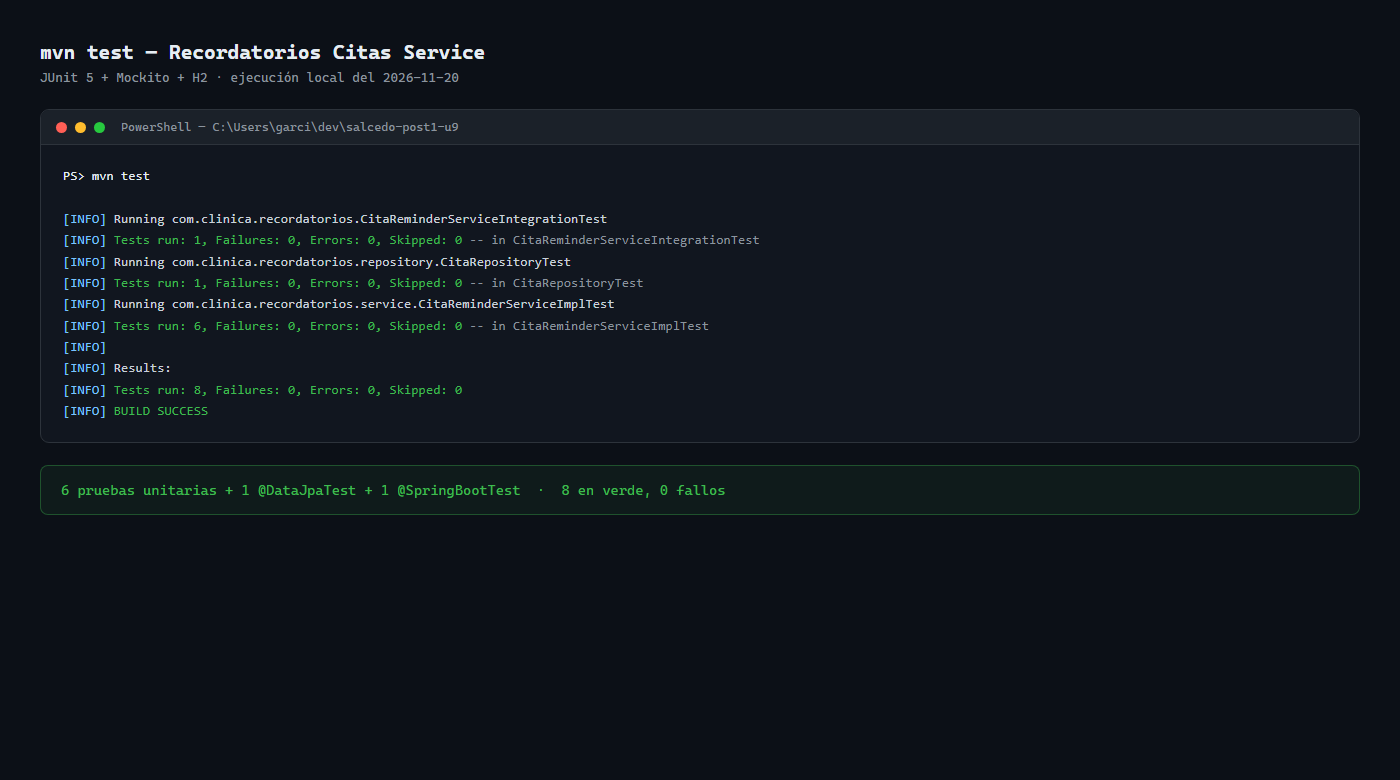 mvn test — Recordatorios Citas Service
JUnit 5 + Mockito + H2 · ejecución local del 2026-11-20
PowerShell — C:\Users\garci\dev\salcedo-post1-u9
PS> mvn test
[INFO] Running com.clinica.recordatorios.CitaReminderServiceIntegrationTest
[INFO] Tests run: 1, Failures: 0, Errors: 0, Skipped: 0 -- in CitaReminderServiceIntegrationTest
[INFO] Running com.clinica.recordatorios.repository.CitaRepositoryTest
[INFO] Tests run: 1, Failures: 0, Errors: 0, Skipped: 0 -- in CitaRepositoryTest
[INFO] Running com.clinica.recordatorios.service.CitaReminderServiceImplTest
[INFO] Tests run: 6, Failures: 0, Errors: 0, Skipped: 0 -- in CitaReminderServiceImplTest
[INFO]
[INFO] Results:
[INFO] Tests run: 8, Failures: 0, Errors: 0, Skipped: 0
[INFO] BUILD SUCCESS
6 pruebas unitarias + 1 @DataJpaTest + 1 @SpringBootTest · 8 en verde, 0 fallos